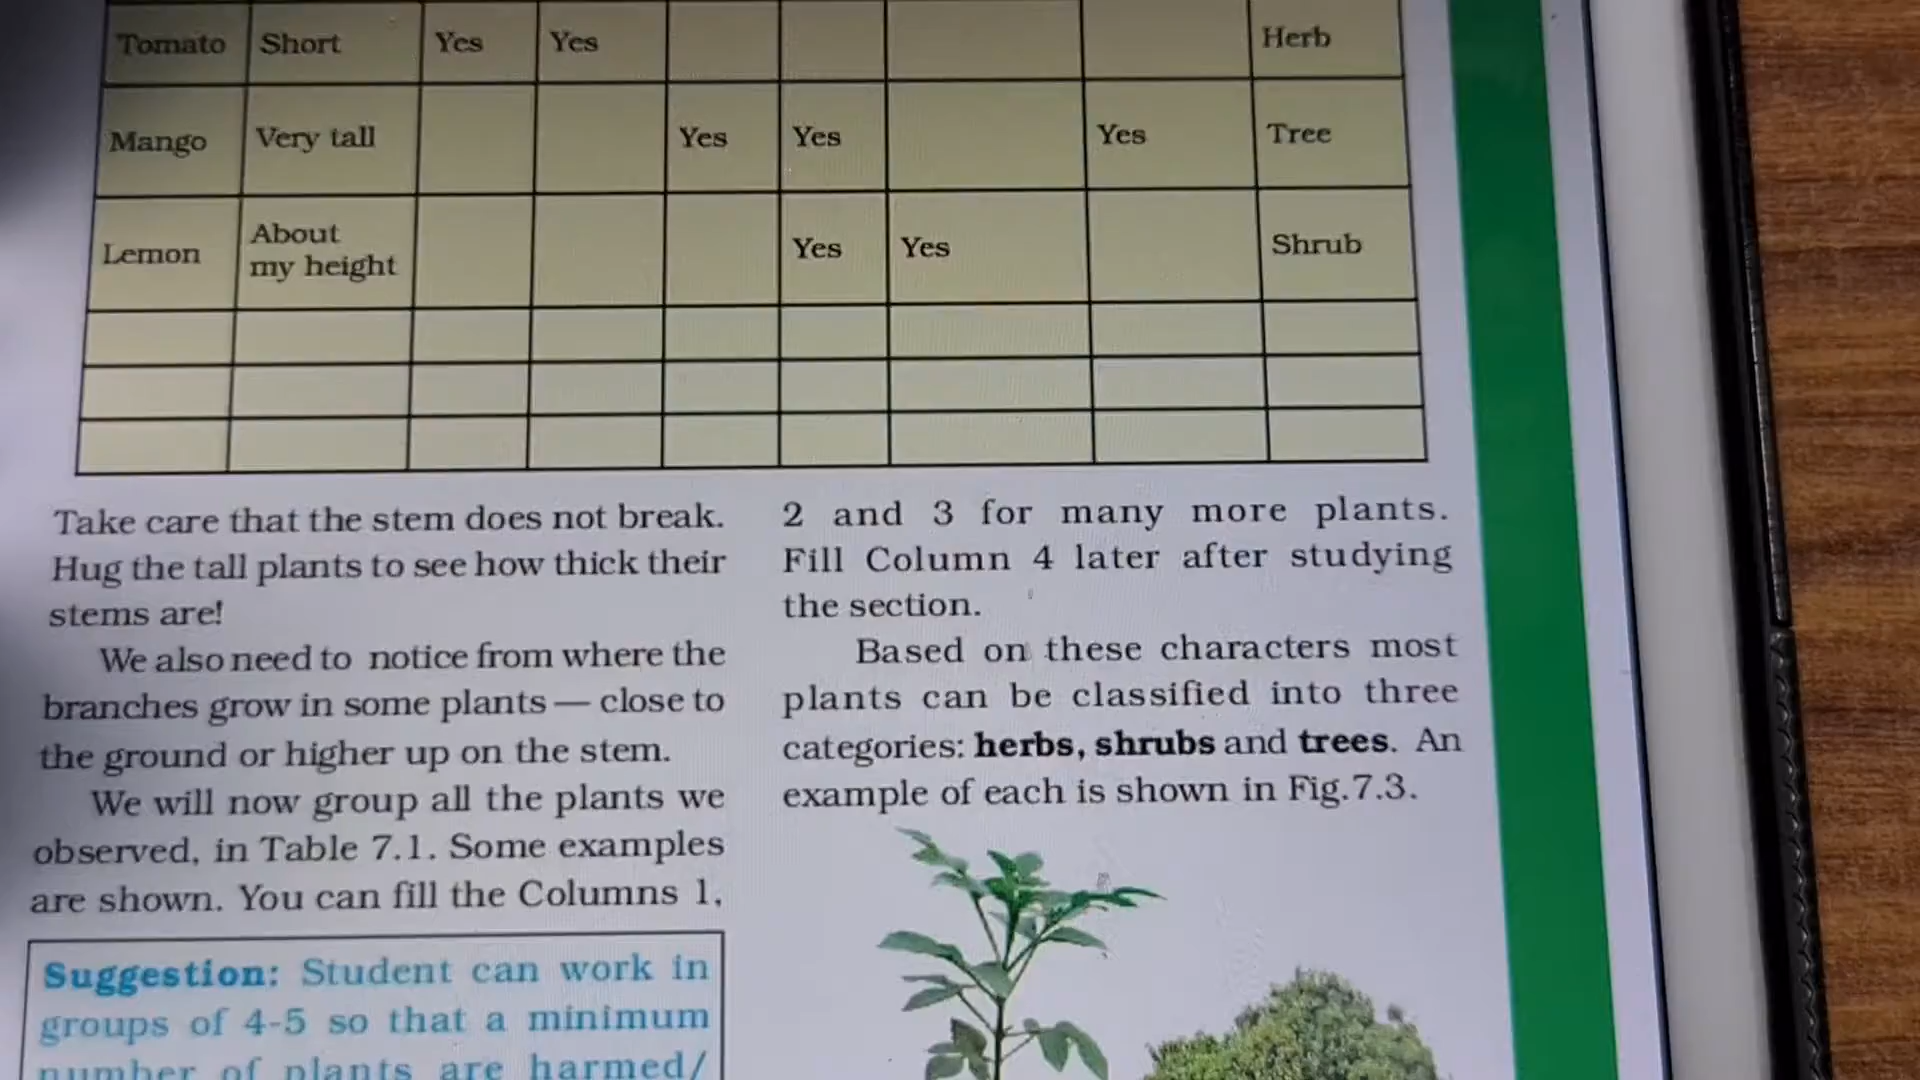 Tomato Short Yes Yes Herb
Mango Very tall Yes Yes Yes Tree
Lemon About my height Yes Yes Shrub
Take care that the stem does not break.
Hug the tall plants to see how thick their
stems are!
We also need to notice from where the
branches grow in some plants — close to
the ground or higher up on the stem.
We will now group all the plants we
observed, in Table 7.1. Some examples
are shown. You can fill the Columns 1,
Suggestion: Student can work in
groups of 4-5 so that a minimum
number of plants are harmed/
2 and 3 for many more plants.
Fill Column 4 later after studying
the section.
Based on these characters most
plants can be classified into three
categories: herbs, shrubs and trees. An
example of each is shown in Fig.7.3.